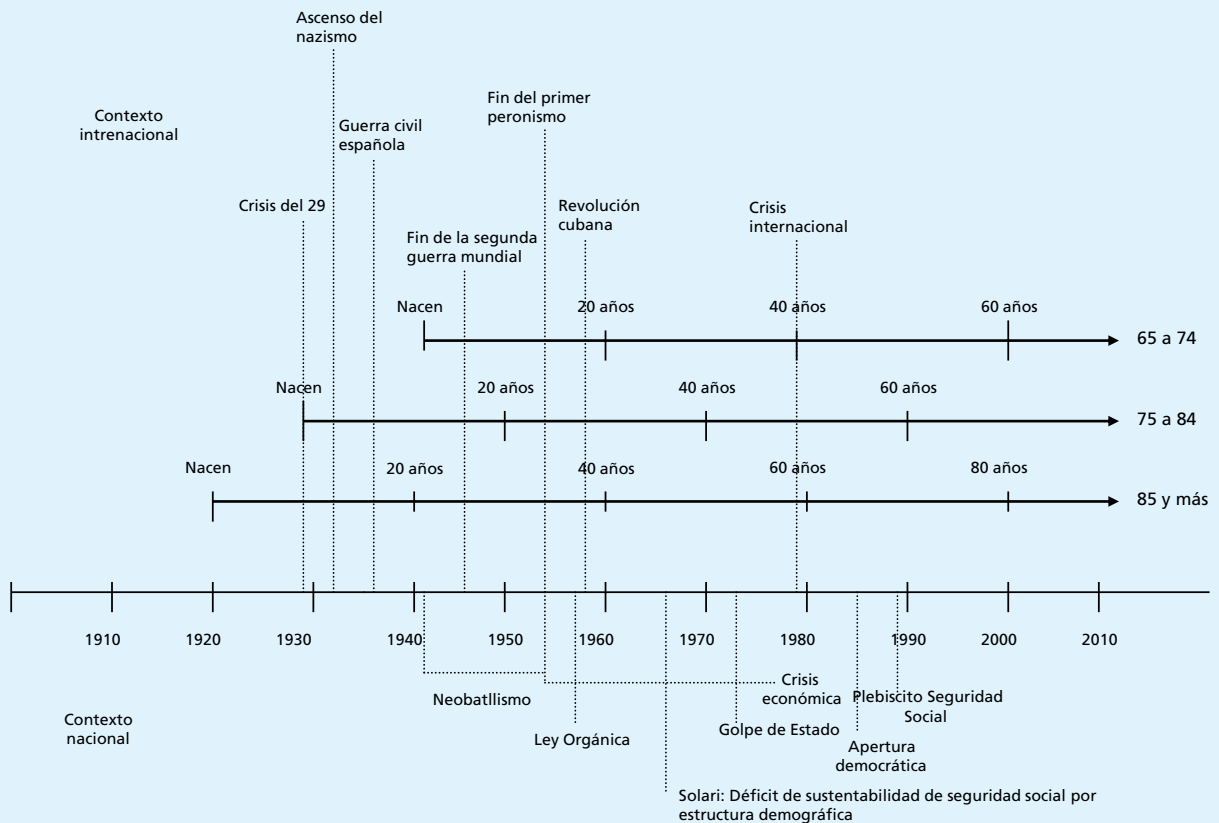 Ascenso del
nazismo
Contexto
intrenacional
Fin del primer
peronismo
Guerra civil
española
Crisis del 29
Revolución
cubana
Crisis
internacional
Fin de la segunda
guerra mundial
Nacen
20 años
40 años
60 años
65 a 74
Nacen
20 años
40 años
60 años
75 a 84
Nacen
20 años
40 años
60 años
80 años
85 y más
1910
1920
1930
1940
1950
1960
1970
1980
1990
2000
2010
Contexto
nacional
Neobatllismo
Crisis
económica
Plebiscito Seguridad
Social
Ley Orgánica
Golpe de Estado
Apertura
democrática
Solari: Déficit de sustentabilidad de seguridad social por
estructura demográfica